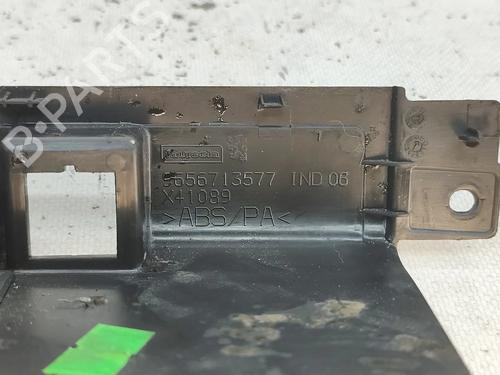 B-PARTS
9656713577 IND 06
X41089
>ABS/PA<